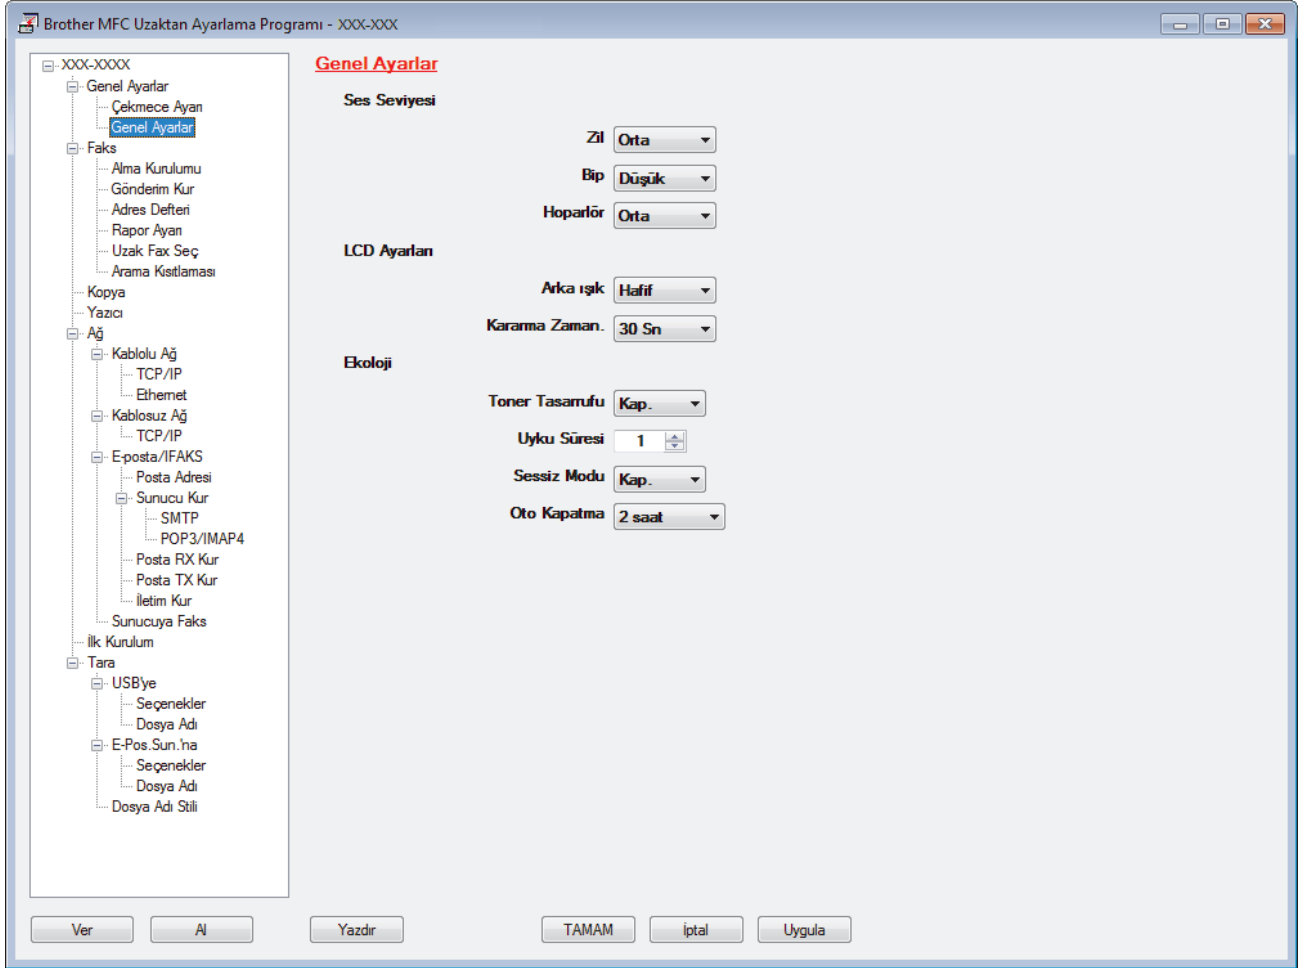 Brother MFC Uzaktan Ayarlama Programı - XXX-XXX
XXX-XXXX
Genel Ayarlar
Çekmece Ayarı
Genel Ayarlar
Faks
Alma Kurulumu
Gönderim Kur
Adres Defteri
Rapor Ayarı
Uzak Fax Seç
Arama Kısıtlaması
Kopya
Yazıcı
Ağ
Kablolu Ağ
TCP/IP
Ethernet
Kablosuz Ağ
TCP/IP
E-posta/IFAKS
Posta Adresi
Sunucu Kur
SMTP
POP3/IMAP4
Posta RX Kur
Posta TX Kur
İletim Kur
Sunucuya Faks
İlk Kurulum
Tara
USB'ye
Seçenekler
Dosya Adı
E-Pos.Sun.'na
Seçenekler
Dosya Adı
Dosya Adı Stili
Genel Ayarlar
Ses Seviyesi
Zil Orta
Bip Düşük
Hoparlör Orta
LCD Ayarları
Arka ışık Hafif
Kararma Zaman. 30 Sn
Ekoloji
Toner Tasarrufu Kap.
Uyku Süresi 1
Sessiz Modu Kap.
Oto Kapatma 2 saat
Ver Al Yazdır TAMAM İptal Uygula